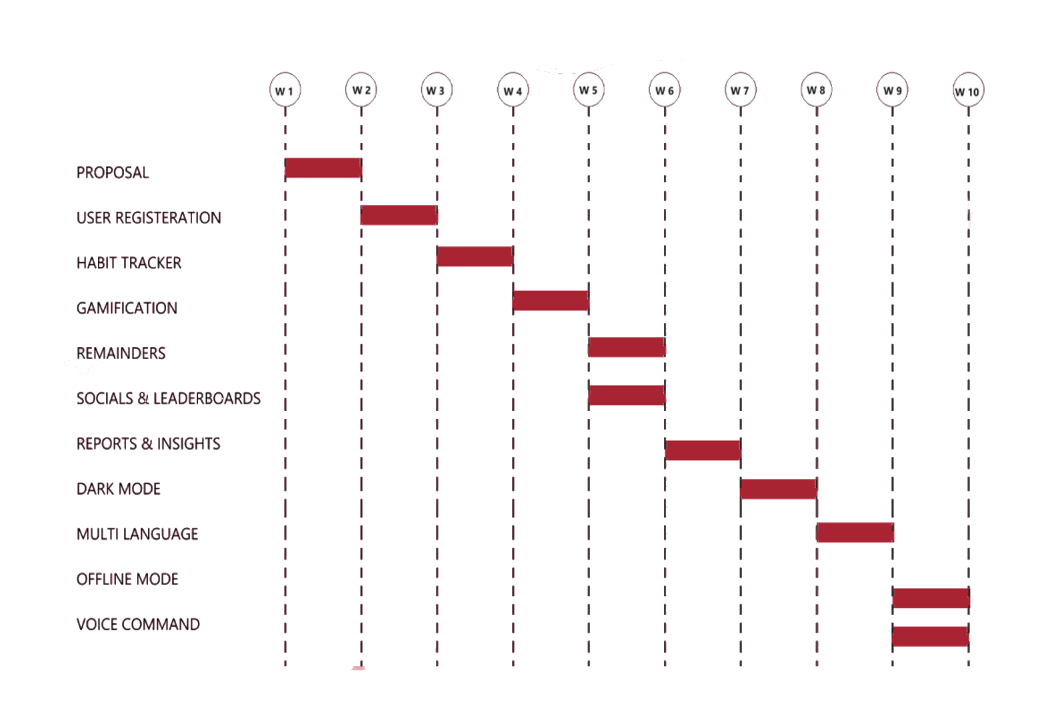 W 1 W 2 W 3 W 4 W 5 W 6 W 7 W 8 W 9 W 10
PROPOSAL
USER REGISTERATION
HABIT TRACKER
GAMIFICATION
REMAINDERS
SOCIALS & LEADERBOARDS
REPORTS & INSIGHTS
DARK MODE
MULTI LANGUAGE
OFFLINE MODE
VOICE COMMAND